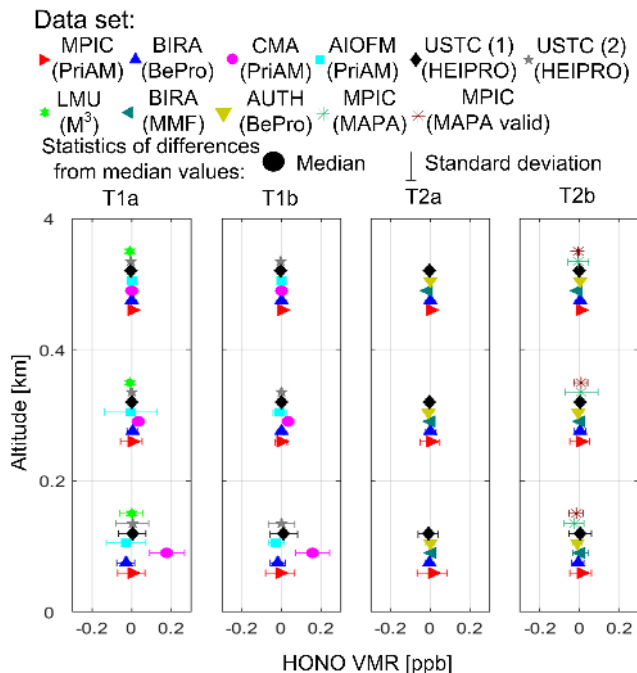 Data set:
MPIC BIRA CMA AIOFM USTC (1) USTC (2)
(PriAM) (BePro) (PriAM) (PriAM) (HEIPRO) (HEIPRO)
LMU BIRA AUTH MPIC MPIC
(M³) (MMF) (BePro) (MAPA) (MAPA valid)
Statistics of differences
from median values: Median Standard deviation
T1a T1b T2a T2b
4
0.4
0.2
0
Altitude [km]
-0.2 0 0.2 -0.2 0 0.2 -0.2 0 0.2 -0.2 0 0.2
HONO VMR [ppb]